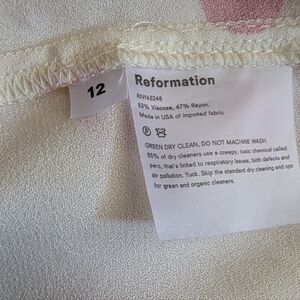 12
Reformation
RN143248
53% Viscose, 47% Rayon.
Made in USA of imported fabric
GREEN DRY CLEAN, DO NOT MACHINE WASH.
85% of dry cleaners use a creepy, toxic chemical called
perc, that's linked to respiratory issues, birth defects and
air pollution. Yuck. Skip the standard dry cleaning and opt
for green and organic cleaners.